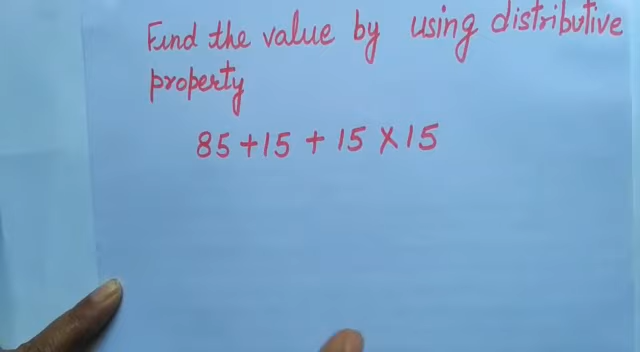 Find the value by using distributive
property
85 + 15 + 15 × 15